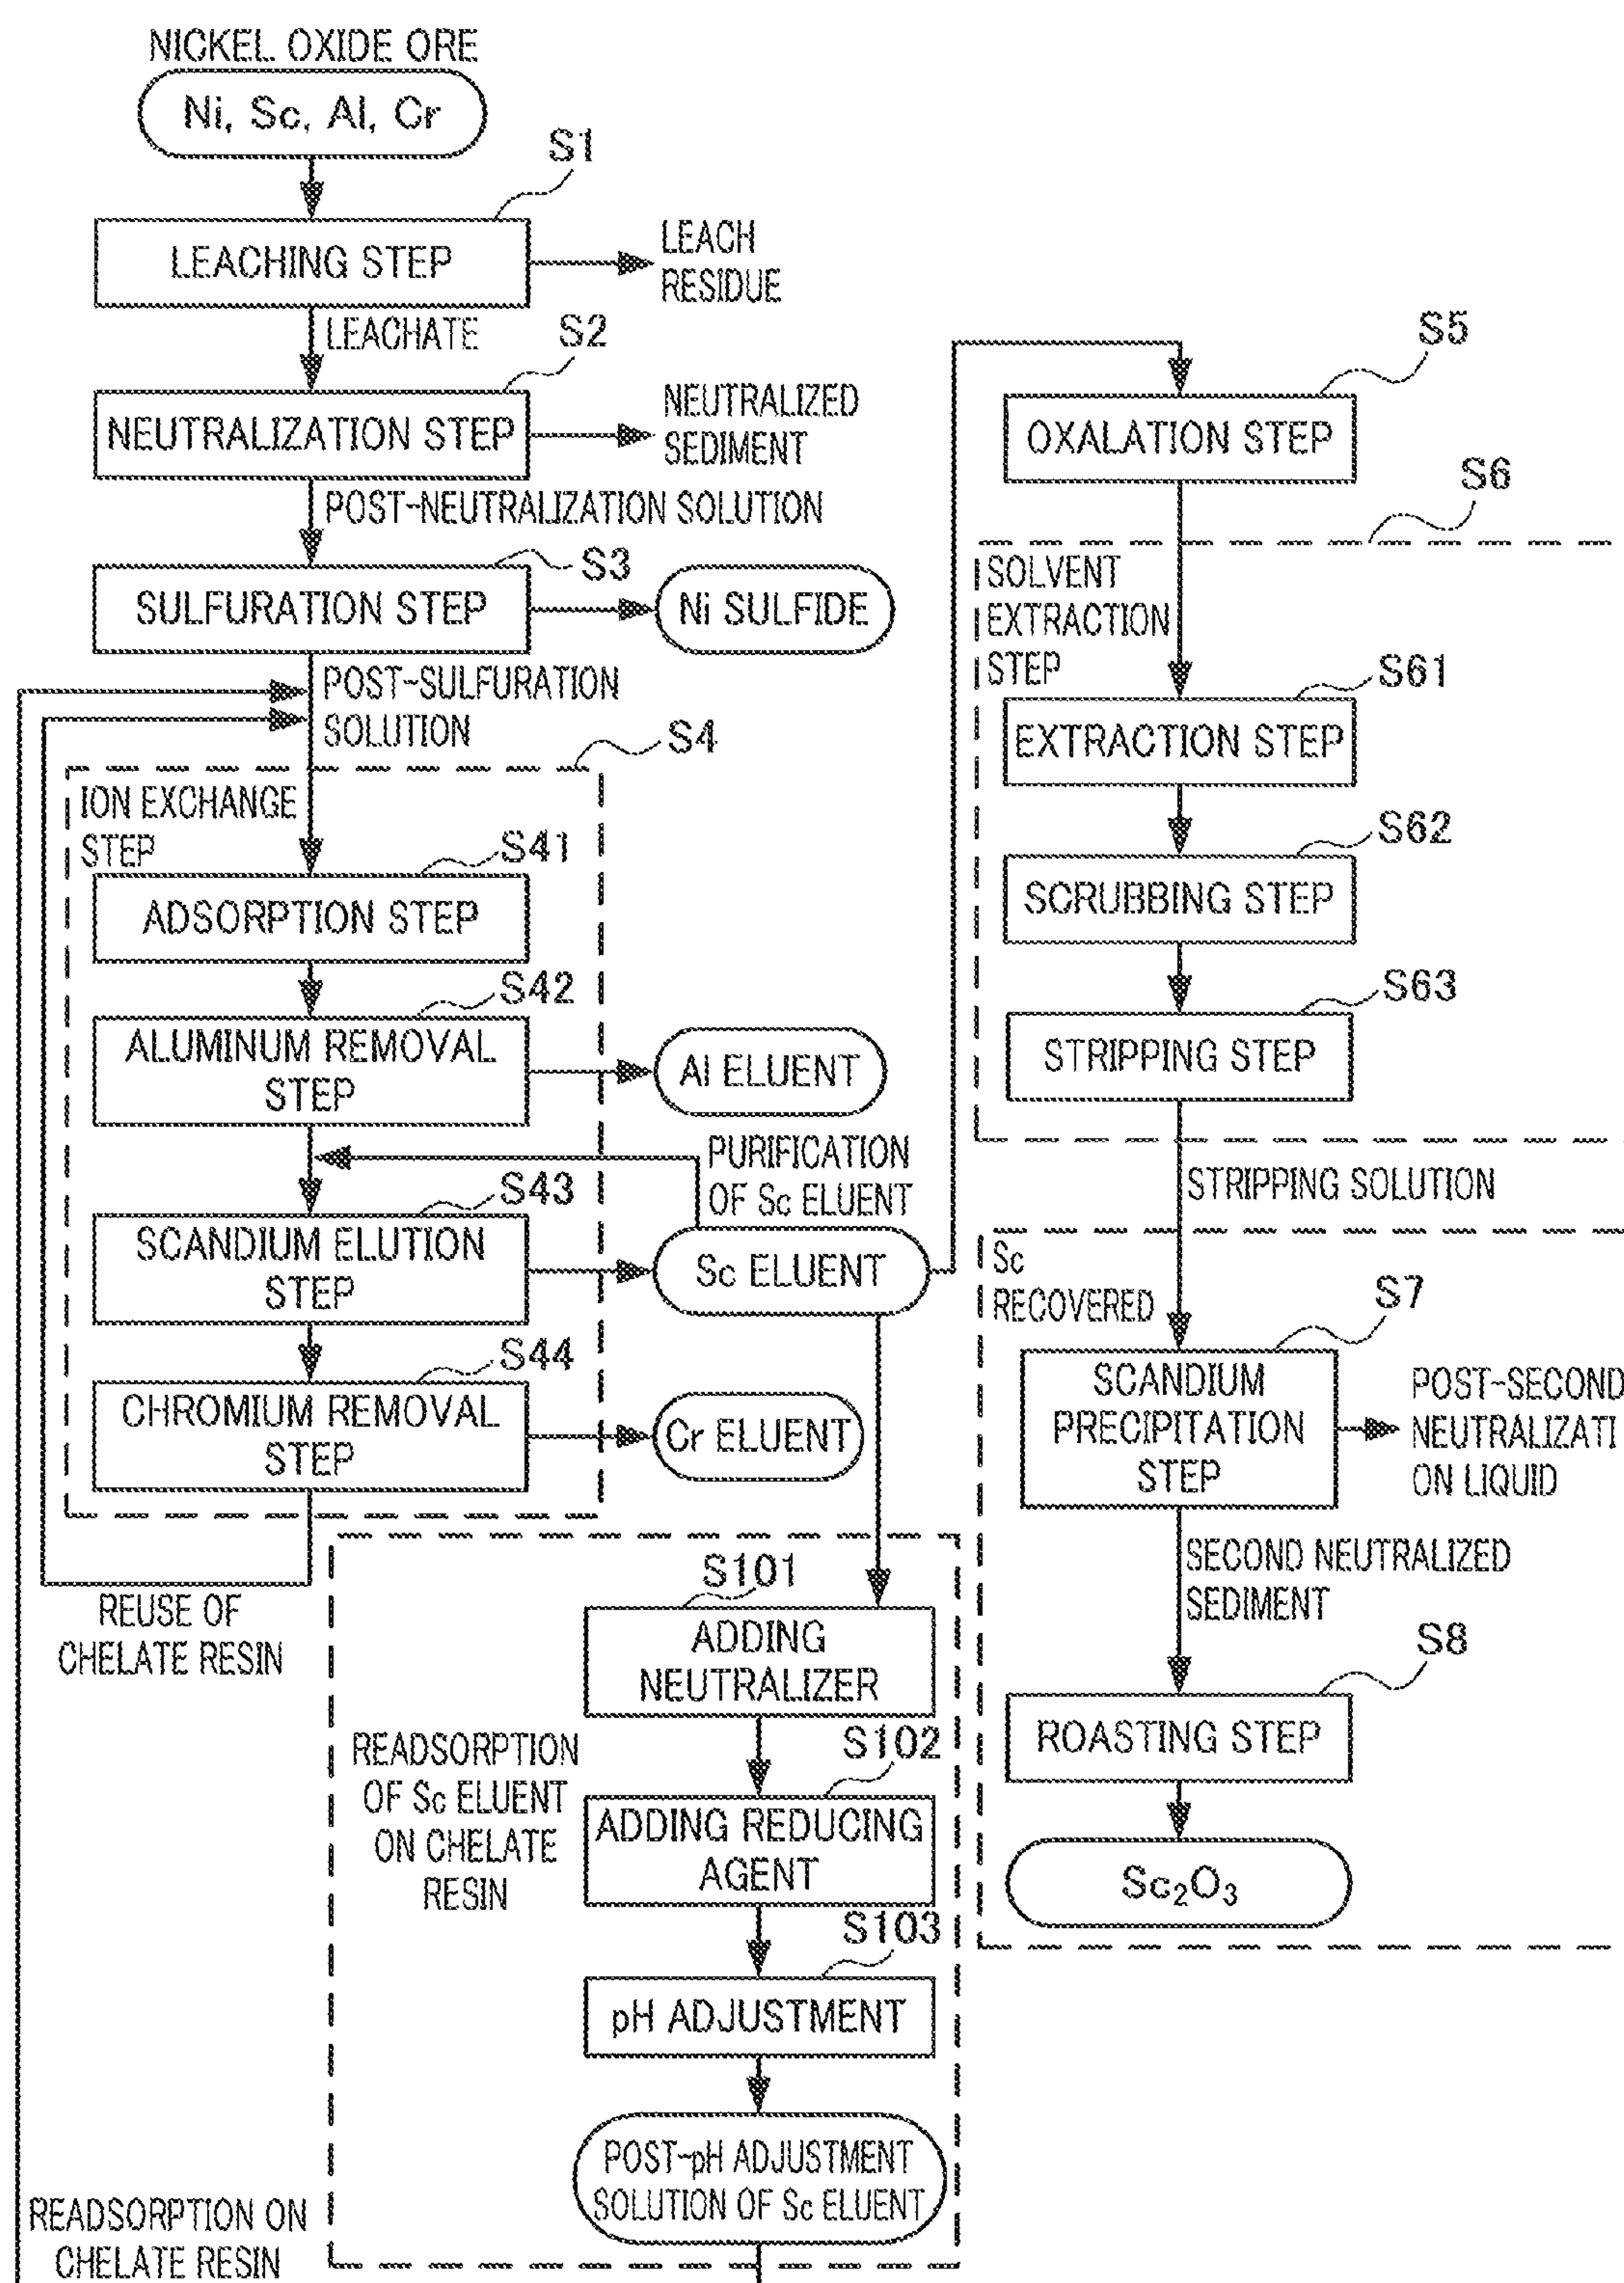 NICKEL OXIDE ORE
Ni, Sc, Al, Cr
S1
LEACHING STEP
LEACH
RESIDUE
LEACHATE
S2
NEUTRALIZATION STEP
NEUTRALIZED
SEDIMENT
POST-NEUTRALIZATION SOLUTION
S3
SULFURATION STEP
Ni SULFIDE
POST-SULFURATION
SOLUTION
S4
ION EXCHANGE
STEP
S41
ADSORPTION STEP
S42
ALUMINUM REMOVAL
STEP
Al ELUENT
PURIFICATION
OF Sc ELUENT
S43
SCANDIUM ELUTION
STEP
Sc ELUENT
S44
CHROMIUM REMOVAL
STEP
Cr ELUENT
REUSE OF
CHELATE RESIN
S101
ADDING
NEUTRALIZER
READSORPTION
OF Sc ELUENT
ON CHELATE
RESIN
S102
ADDING REDUCING
AGENT
S103
pH ADJUSTMENT
POST-pH ADJUSTMENT
SOLUTION OF Sc ELUENT
READSORPTION ON
CHELATE RESIN
S5
OXALATION STEP
S6
SOLVENT
EXTRACTION
STEP
S61
EXTRACTION STEP
S62
SCRUBBING STEP
S63
STRIPPING STEP
STRIPPING SOLUTION
Sc
RECOVERED
S7
SCANDIUM
PRECIPITATION
STEP
POST-SECOND
NEUTRALIZATI
ON LIQUID
SECOND NEUTRALIZED
SEDIMENT
S8
ROASTING STEP
Sc₂O₃